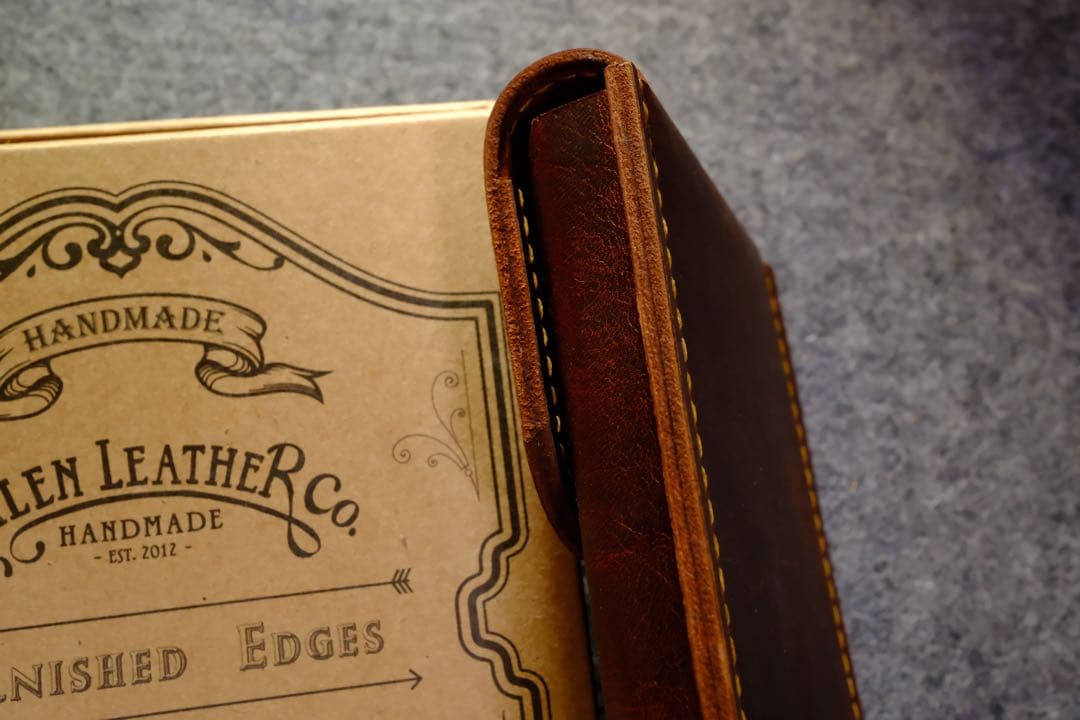 HANDMADE
LEATHER CO.
HANDMADE
- EST. 2012 -
EDGES